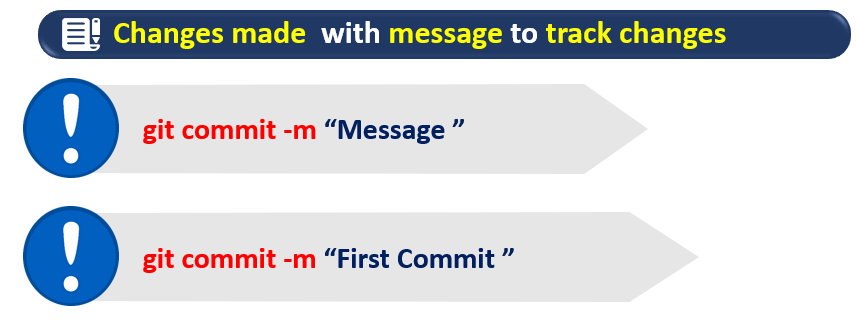 Changes made with message to track changes
git commit -m “Message ”
git commit -m “First Commit ”